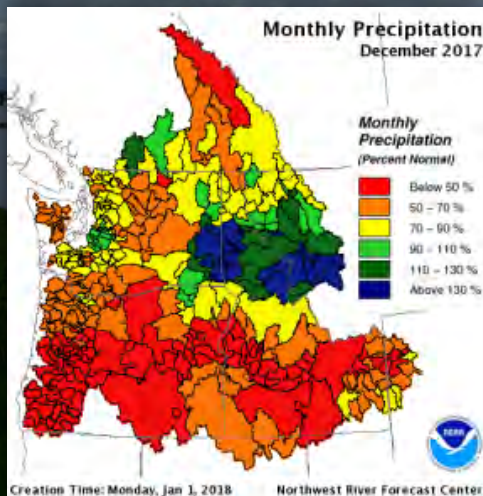 Monthly Precipitation
December 2017
Monthly
Precipitation
(Percent Normal)
Below 50 %
50 - 70 %
70 - 90 %
90 - 110 %
110 - 130 %
Above 130 %
NOAA
Creation Time: Monday, Jan 1, 2018
Northwest River Forecast Center